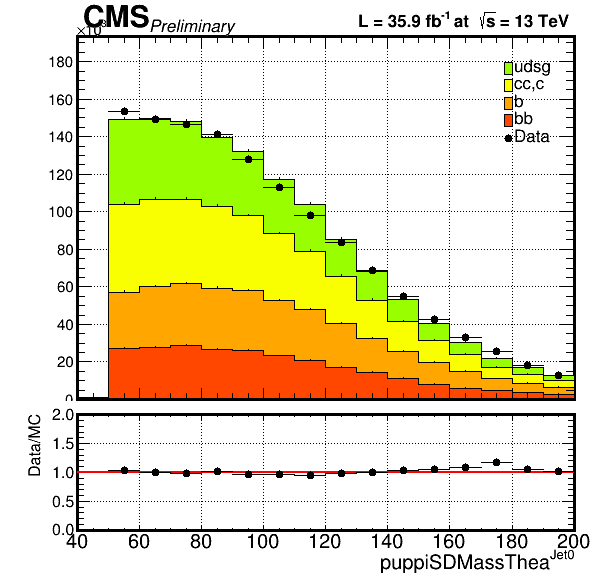 CMS Preliminary L = 35.9 fb⁻¹ at √s = 13 TeV
×10³
180
160
140
120
100
80
60
40
20
0
udsg
cc,c
b
bb
Data
Data/MC
2.0
1.5
1.0
0.5
0.0
40 60 80 100 120 140 160 180 200
puppiSDMassTheaJet0